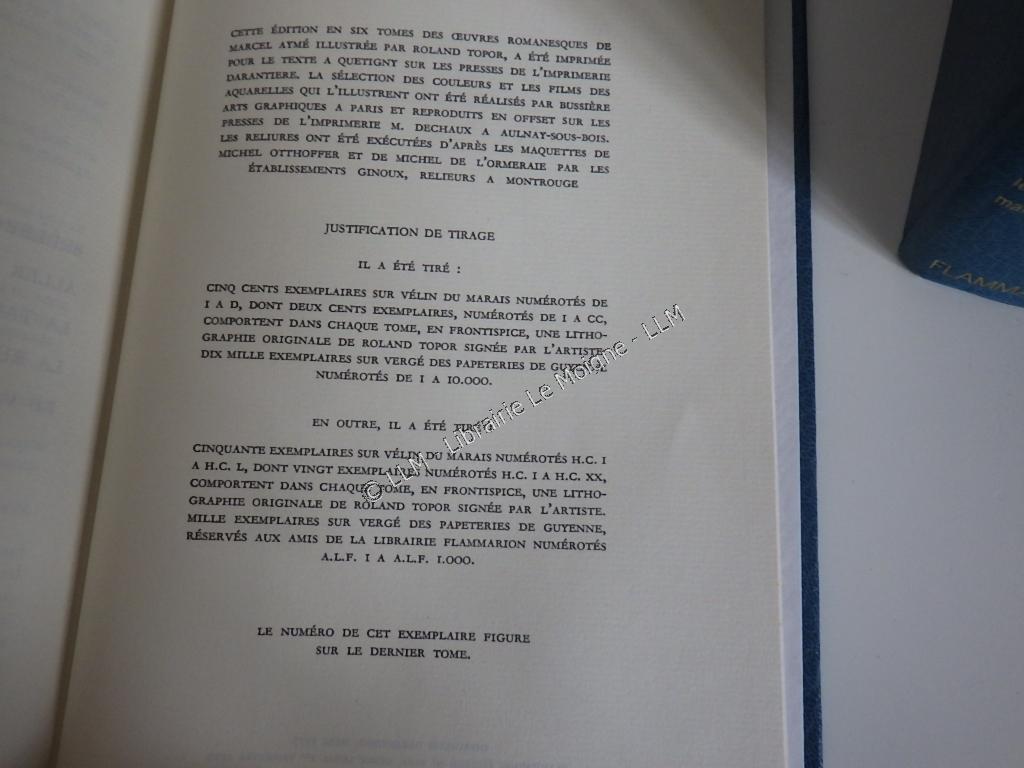 CETTE ÉDITION EN SIX TOMES DES ŒUVRES ROMANESQUES DE
MARCEL AYMÉ ILLUSTRÉE PAR ROLAND TOPOR, A ÉTÉ IMPRIMÉE
POUR LE TEXTE A QUETIGNY SUR LES PRESSES DE L'IMPRIMERIE
DARANTIERE. LA SÉLECTION DES COULEURS ET LES FILMS DES
AQUARELLES QUI L'ILLUSTRENT ONT ÉTÉ RÉALISÉS PAR BUSSIÈRE
ARTS GRAPHIQUES A PARIS ET REPRODUITS EN OFFSET SUR LES
PRESSES DE L'IMPRIMERIE M. DECHAUX A AULNAY-SOUS-BOIS.
LES RELIURES ONT ÉTÉ EXÉCUTÉES D'APRÈS LES MAQUETTES DE
MICHEL OTTHOFFER ET DE MICHEL DE L'ORMERAIE PAR LES
ÉTABLISSEMENTS GINOUX, RELIEURS A MONTROUGE
JUSTIFICATION DE TIRAGE
IL A ÉTÉ TIRÉ :
CINQ CENTS EXEMPLAIRES SUR VÉLIN DU MARAIS NUMÉROTÉS DE
I A D, DONT DEUX CENTS EXEMPLAIRES, NUMÉROTÉS DE I A CC,
COMPORTENT DANS CHAQUE TOME, EN FRONTISPICE, UNE LITHO-
GRAPHIE ORIGINALE DE ROLAND TOPOR SIGNÉE PAR L'ARTISTE.
DIX MILLE EXEMPLAIRES SUR VERGÉ DES PAPETERIES DE GUYENNE
NUMÉROTÉS DE I A 10.000.
EN OUTRE, IL A ÉTÉ TIRÉ
CINQUANTE EXEMPLAIRES SUR VÉLIN DU MARAIS NUMÉROTÉS H.C. I
A H.C. L, DONT VINGT EXEMPLAIRES NUMÉROTÉS H.C. I A H.C. XX,
COMPORTENT DANS CHAQUE TOME, EN FRONTISPICE, UNE LITHO-
GRAPHIE ORIGINALE DE ROLAND TOPOR SIGNÉE PAR L'ARTISTE.
MILLE EXEMPLAIRES SUR VERGÉ DES PAPETERIES DE GUYENNE,
RÉSERVÉS AUX AMIS DE LA LIBRAIRIE FLAMMARION NUMÉROTÉS
A.L.F. I A A.L.F. 1.000.
LE NUMÉRO DE CET EXEMPLAIRE FIGURE
SUR LE DERNIER TOME.
© LLM - Librairie Le Moigne - LLM
FLAMMA